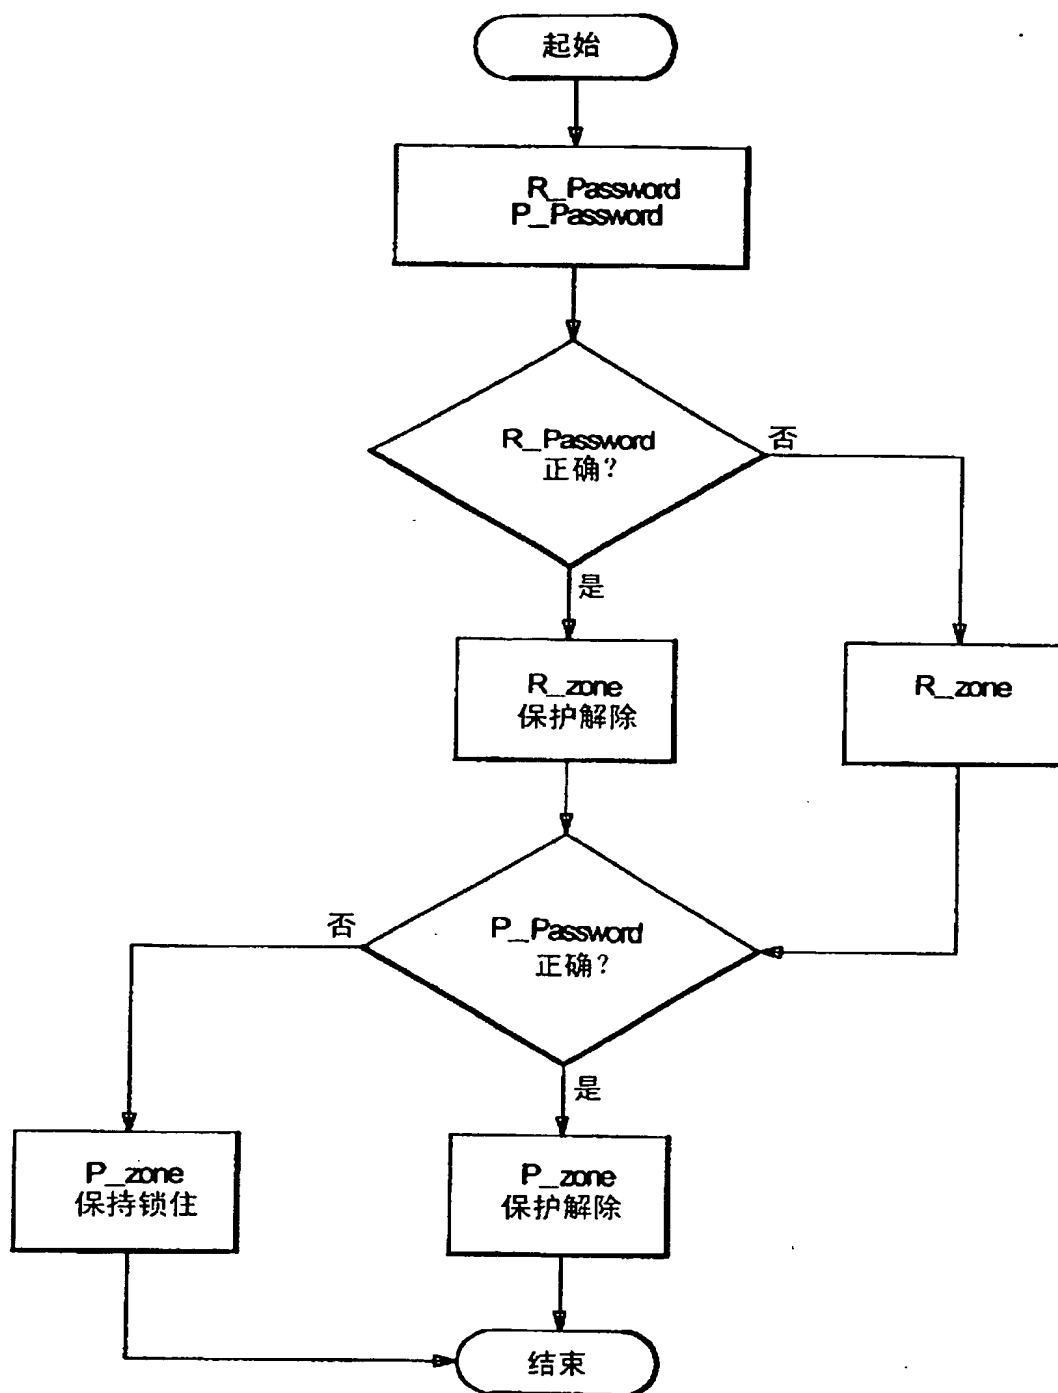 起始
R_Password
P_Password
R_Password
正确?
否
是
R_zone
保护解除
R_zone
P_Password
正确?
否
是
P_zone
保持锁住
P_zone
保护解除
结束